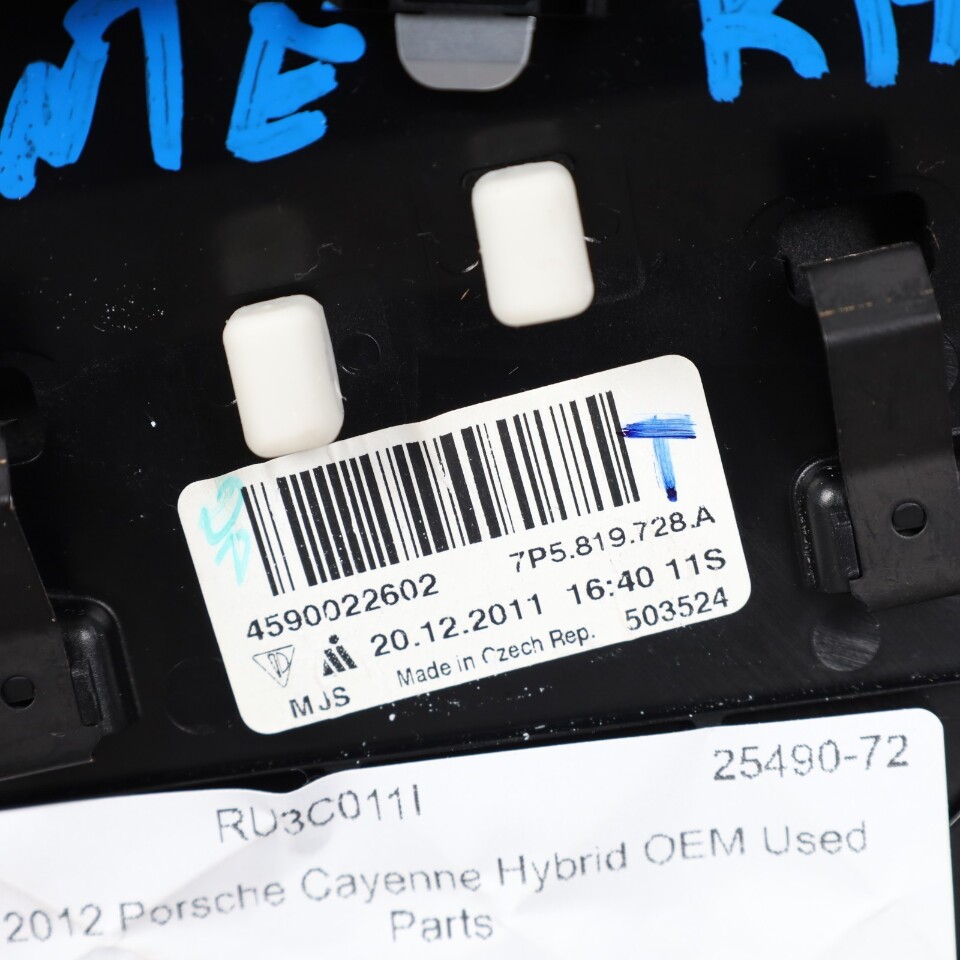 T
7P5.819.728.A
4590022602
20.12.2011 16:40 11S
Made in Czech Rep. 503524
MJS
25490-72
RU3C011I
2012 Porsche Cayenne Hybrid OEM Used
Parts